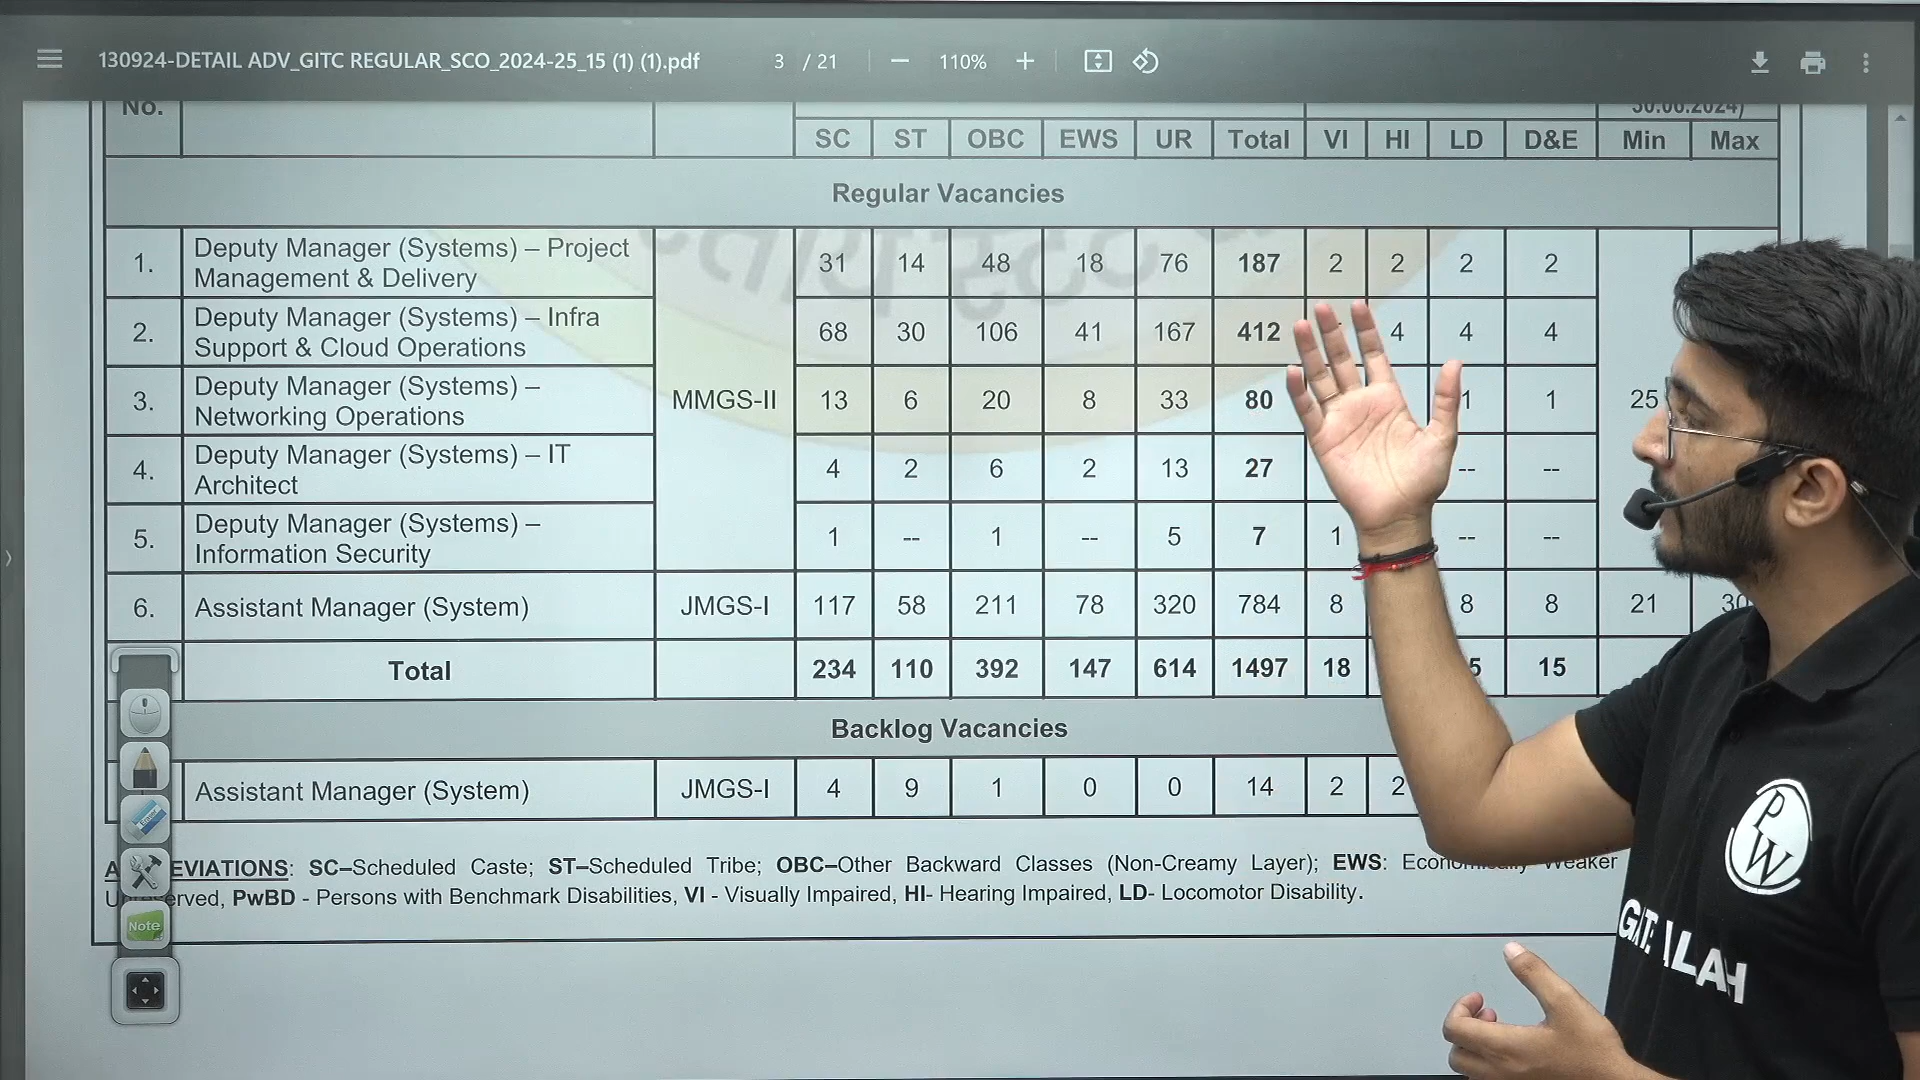 130924-DETAIL ADV_GITC REGULAR_SCO_2024-25_15 (1) (1).pdf 3 / 21 110%
No. 30.06.2024)
SC ST OBC EWS UR Total VI HI LD D&E Min Max
Regular Vacancies
1. Deputy Manager (Systems) – Project Management & Delivery 31 14 48 18 76 187 2 2 2 2
2. Deputy Manager (Systems) – Infra Support & Cloud Operations 68 30 106 41 167 412 4 4 4
3. Deputy Manager (Systems) – Networking Operations MMGS-II 13 6 20 8 33 80 1 1 25
4. Deputy Manager (Systems) – IT Architect 4 2 6 2 13 27 -- --
5. Deputy Manager (Systems) – Information Security 1 -- 1 -- 5 7 1 -- --
6. Assistant Manager (System) JMGS-I 117 58 211 78 320 784 8 8 8 21 30
Total 234 110 392 147 614 1497 18 15
Backlog Vacancies
Assistant Manager (System) JMGS-I 4 9 1 0 0 14 2 2
SC–Scheduled Caste; ST–Scheduled Tribe; OBC–Other Backward Classes (Non-Creamy Layer); EWS: Weaker
PwBD - Persons with Benchmark Disabilities, VI - Visually Impaired, HI- Hearing Impaired, LD- Locomotor Disability.
Note
PW